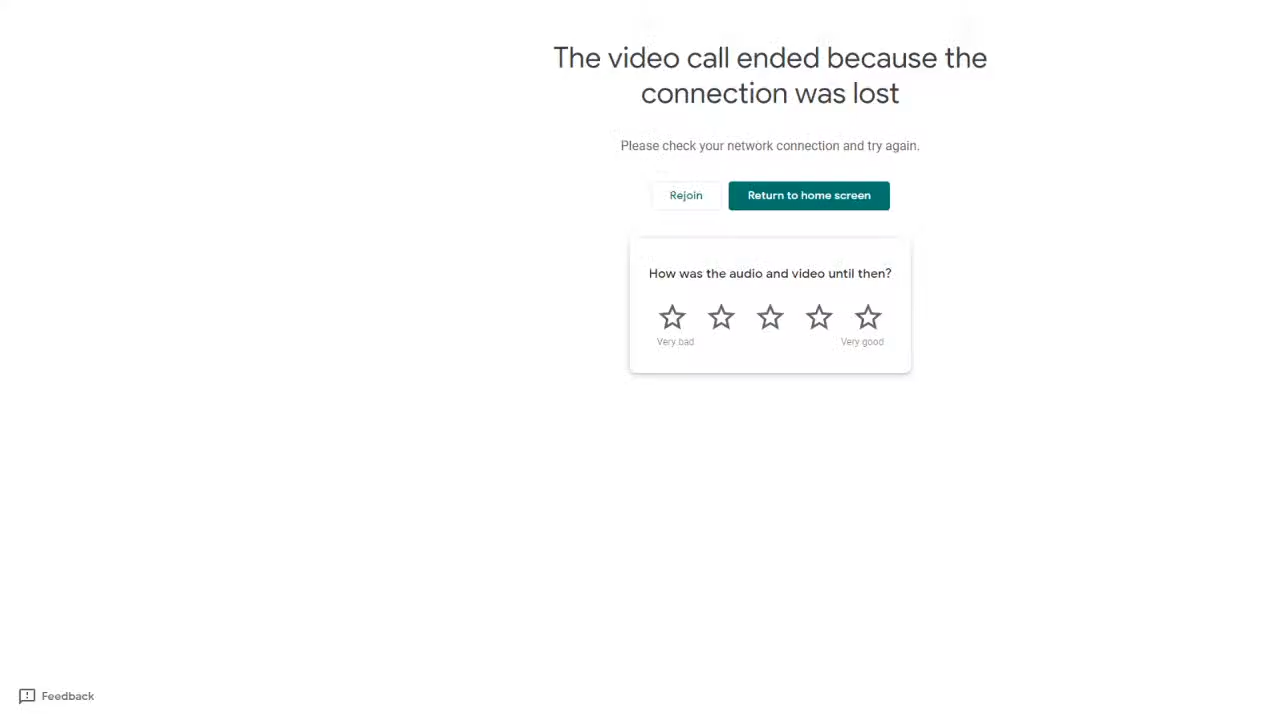 The video call ended because the
connection was lost
Please check your network connection and try again.
Rejoin
Return to home screen
How was the audio and video until then?
Very bad
Very good
Feedback